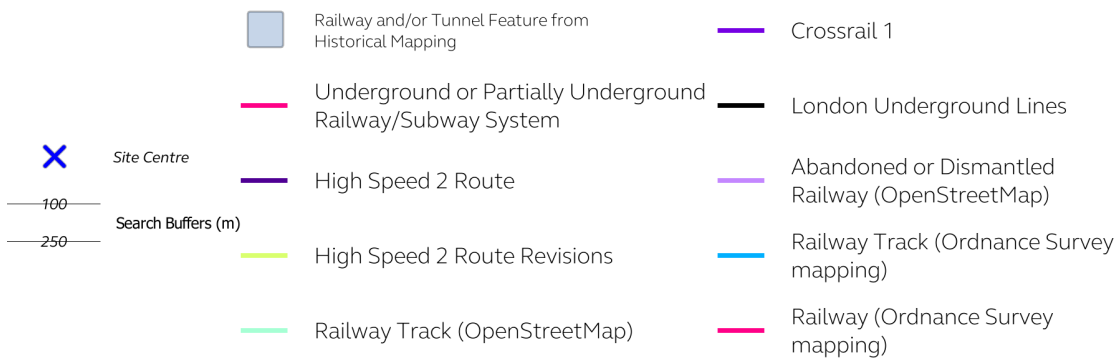 Site Centre
100
Search Buffers (m)
250
Railway and/or Tunnel Feature from
Historical Mapping
Underground or Partially Underground
Railway/Subway System
High Speed 2 Route
High Speed 2 Route Revisions
Railway Track (OpenStreetMap)
Crossrail 1
London Underground Lines
Abandoned or Dismantled
Railway (OpenStreetMap)
Railway Track (Ordnance Survey
mapping)
Railway (Ordnance Survey
mapping)